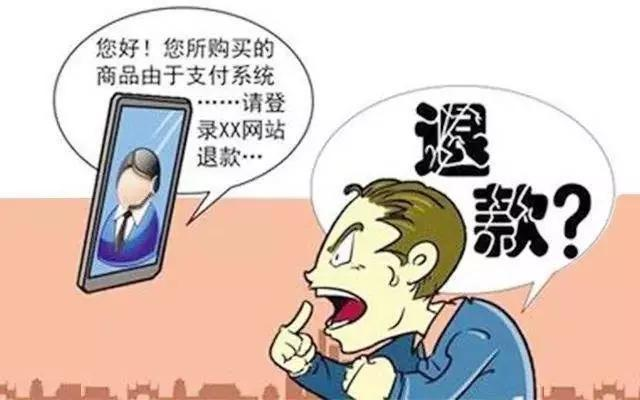 您好！您所购买的
商品由于支付系统
……请登
录XX网站
退款…
退
款？